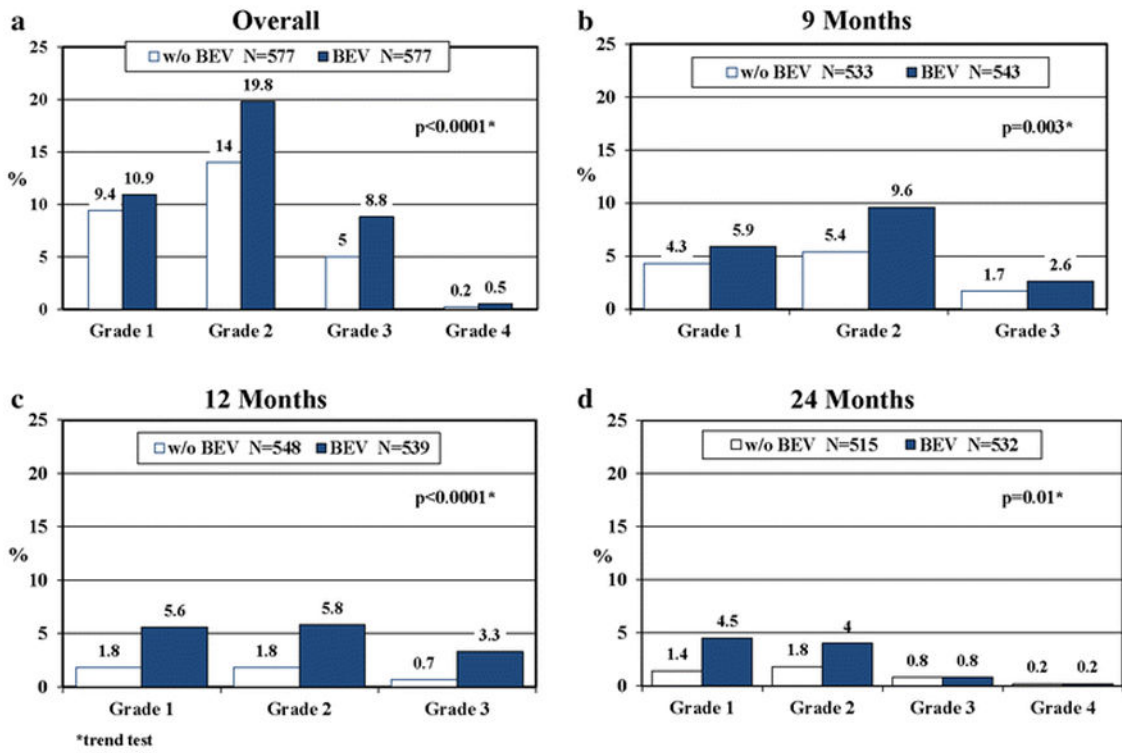 a Overall
w/o BEV N=577 BEV N=577
25
20
15
%
10
5
0
p<0.0001*
9.4 10.9
14 19.8
5 8.8
0.2 0.5
Grade 1 Grade 2 Grade 3 Grade 4
b 9 Months
w/o BEV N=533 BEV N=543
25
20
15
%
10
5
0
p=0.003*
4.3 5.9
5.4 9.6
1.7 2.6
Grade 1 Grade 2 Grade 3
c 12 Months
w/o BEV N=548 BEV N=539
25
20
15
%
10
5
0
p<0.0001*
1.8 5.6
1.8 5.8
0.7 3.3
Grade 1 Grade 2 Grade 3
*trend test
d 24 Months
w/o BEV N=515 BEV N=532
25
20
15
%
10
5
0
p=0.01*
1.4 4.5
1.8 4
0.8 0.8
0.2 0.2
Grade 1 Grade 2 Grade 3 Grade 4